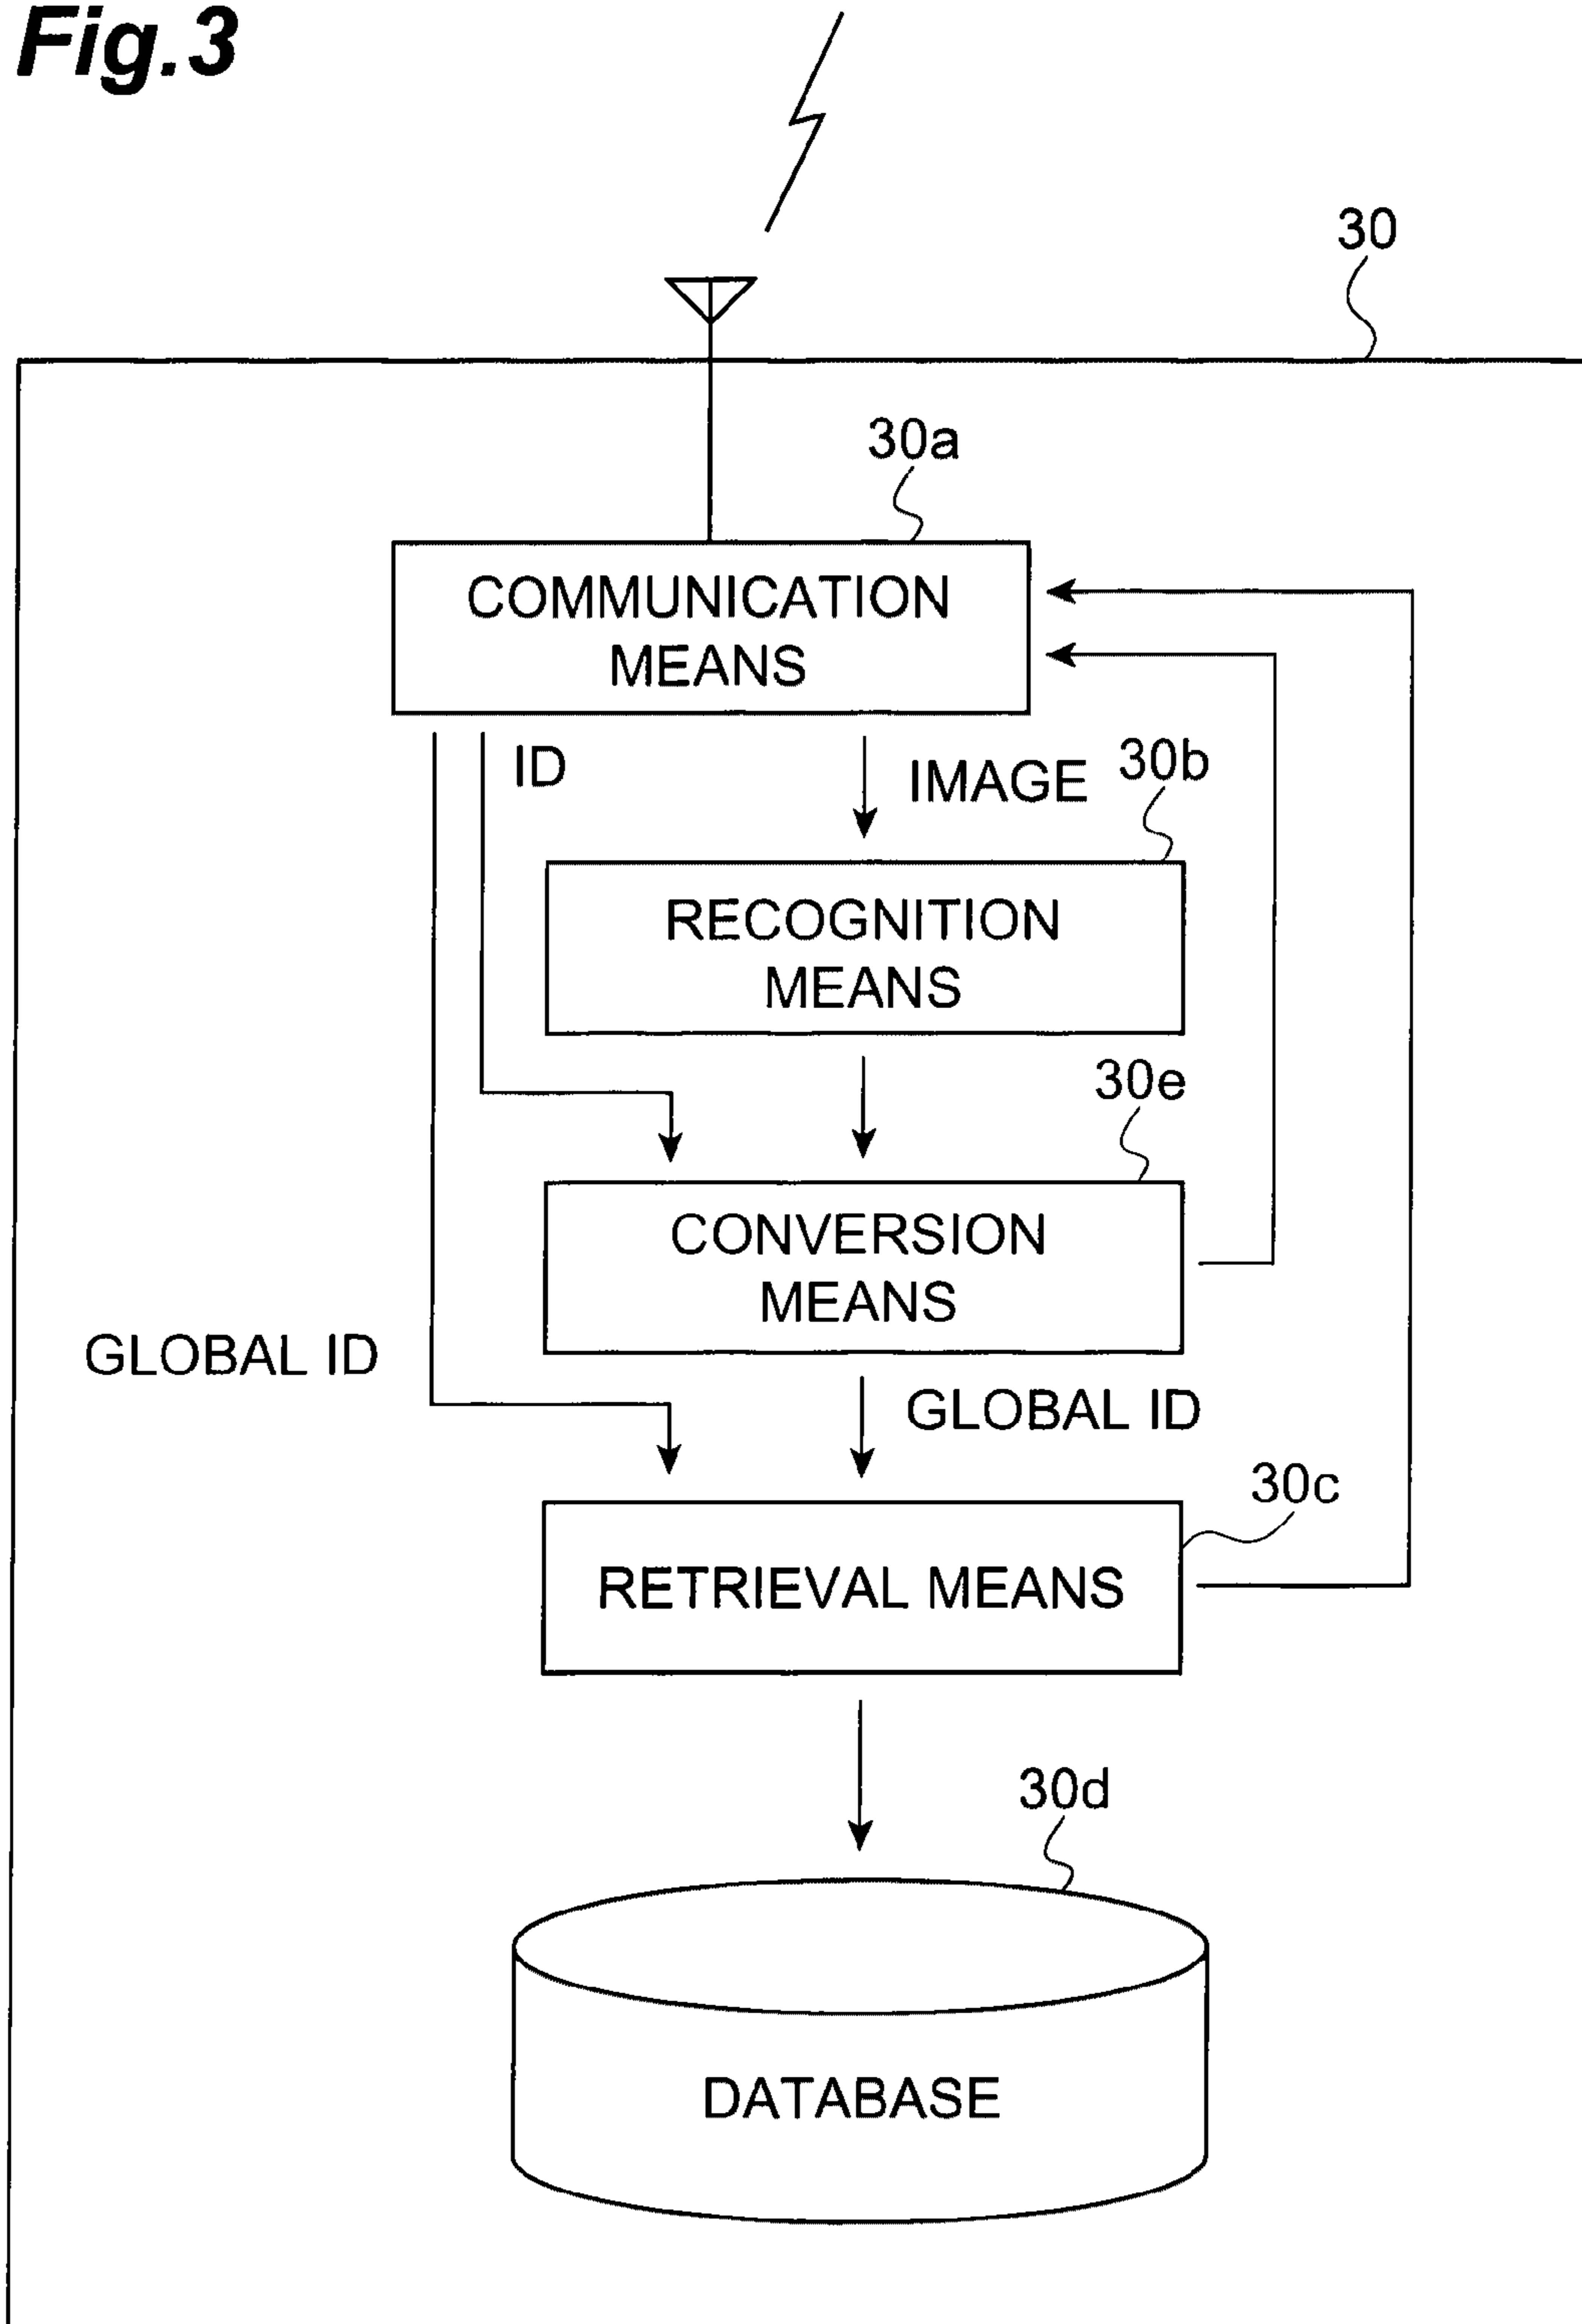 Fig.3
30
30a
COMMUNICATION
MEANS
ID
IMAGE
30b
RECOGNITION
MEANS
30e
CONVERSION
MEANS
GLOBAL ID
GLOBAL ID
30c
RETRIEVAL MEANS
30d
DATABASE